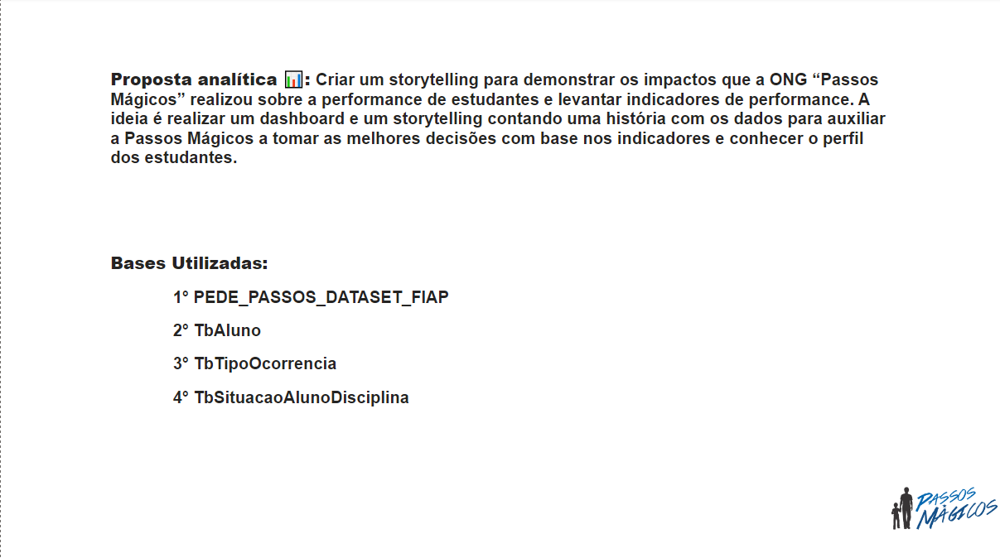 Proposta analítica 📊: Criar um storytelling para demonstrar os impactos que a ONG “Passos
Mágicos” realizou sobre a performance de estudantes e levantar indicadores de performance. A
ideia é realizar um dashboard e um storytelling contando uma história com os dados para auxiliar
a Passos Mágicos a tomar as melhores decisões com base nos indicadores e conhecer o perfil
dos estudantes.
Bases Utilizadas:
1° PEDE_PASSOS_DATASET_FIAP
2° TbAluno
3° TbTipoOcorrencia
4° TbSituacaoAlunoDisciplina
PASSOS
MÁGICOS